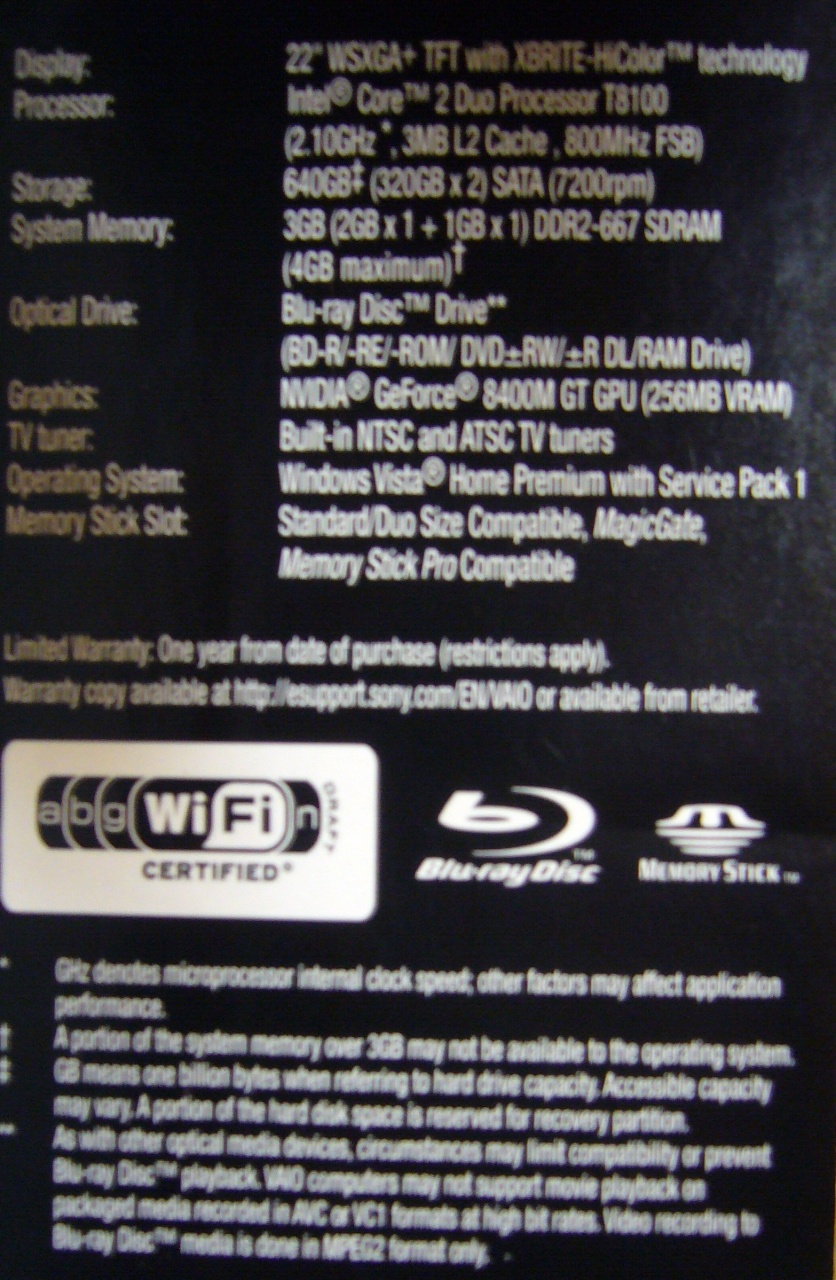 Display: 22" WSXGA+ TFT with XBRITE-HiColor™ technology
Processor: Intel® Core™ 2 Duo Processor T8100
(2.10GHz *, 3MB L2 Cache , 800MHz FSB)
Storage: 640GB‡ (320GB x 2) SATA (7200rpm)
System Memory: 3GB (2GB x 1 + 1GB x 1) DDR2-667 SDRAM
(4GB maximum)†
Optical Drive: Blu-ray Disc™ Drive**
(BD-R/-RE/-ROM/ DVD±RW/±R DL/RAM Drive)
Graphics: NVIDIA® GeForce® 8400M GT GPU (256MB VRAM)
TV tuner: Built-in NTSC and ATSC TV tuners
Operating System: Windows Vista® Home Premium with Service Pack 1
Memory Stick Slot: Standard/Duo Size Compatible, MagicGate,
Memory Stick Pro Compatible
Limited Warranty: One year from date of purchase (restrictions apply).
Warranty copy available at http://esupport.sony.com/EN/VAIO or available from retailer.
a b g Wi Fi n DRAFT
CERTIFIED®
Blu-ray Disc™
MEMORY STICK™
* GHz denotes microprocessor internal clock speed; other factors may affect application
performance.
† A portion of the system memory over 3GB may not be available to the operating system.
‡ GB means one billion bytes when referring to hard drive capacity. Accessible capacity
may vary. A portion of the hard disk space is reserved for recovery partition.
** As with other optical media devices, circumstances may limit compatibility or prevent
Blu-ray Disc™ playback. VAIO computers may not support movie playback on
packaged media recorded in AVC or VC1 formats at high bit rates. Video recording to
Blu-ray Disc™ media is done in MPEG2 format only.